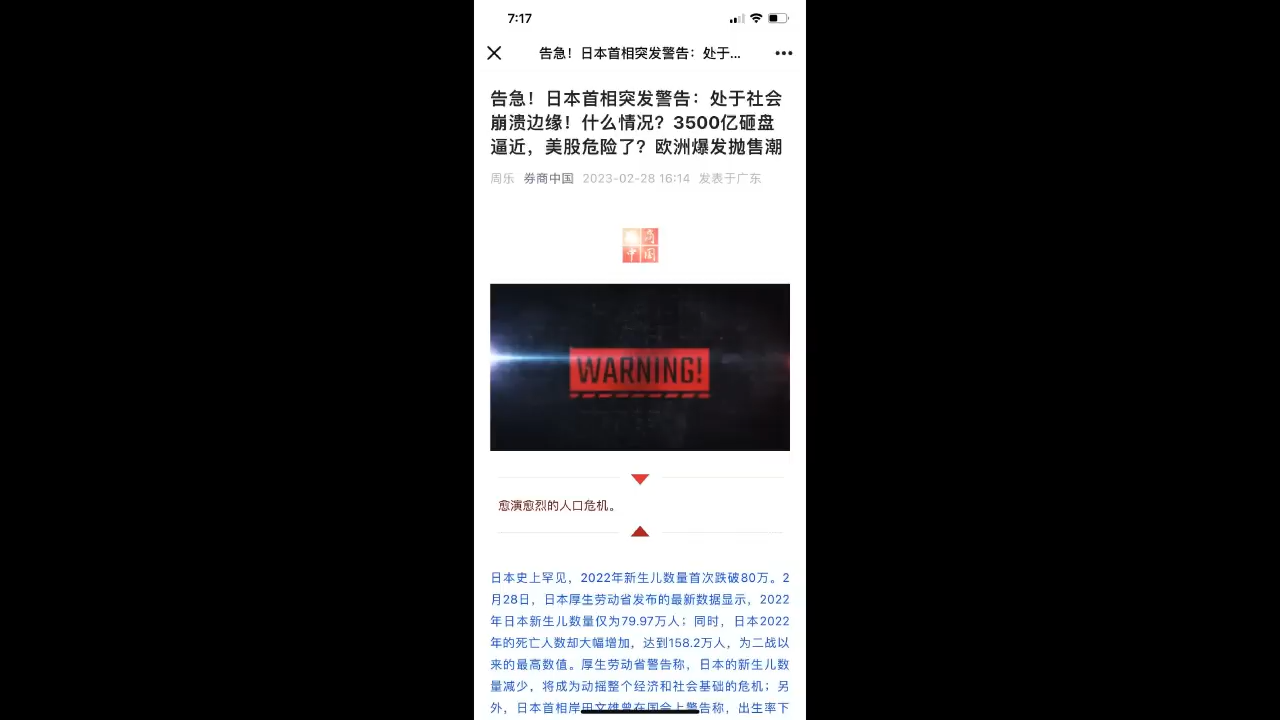 7:17
告急！日本首相突发警告：处于...
告急！日本首相突发警告：处于社会
崩溃边缘！什么情况？3500亿砸盘
逼近，美股危险了？欧洲爆发抛售潮
周乐 券商中国 2023-02-28 16:14 发表于广东
商
中国
WARNING!
愈演愈烈的人口危机。
日本史上罕见，2022年新生儿数量首次跌破80万。2
月28日，日本厚生劳动省发布的最新数据显示，2022
年日本新生儿数量仅为79.97万人；同时，日本2022
年的死亡人数却大幅增加，达到158.2万人，为二战以
来的最高数值。厚生劳动省警告称，日本的新生儿数
量减少，将成为动摇整个经济和社会基础的危机；另
外，日本首相岸田文雄曾在国会上警告称，出生率下